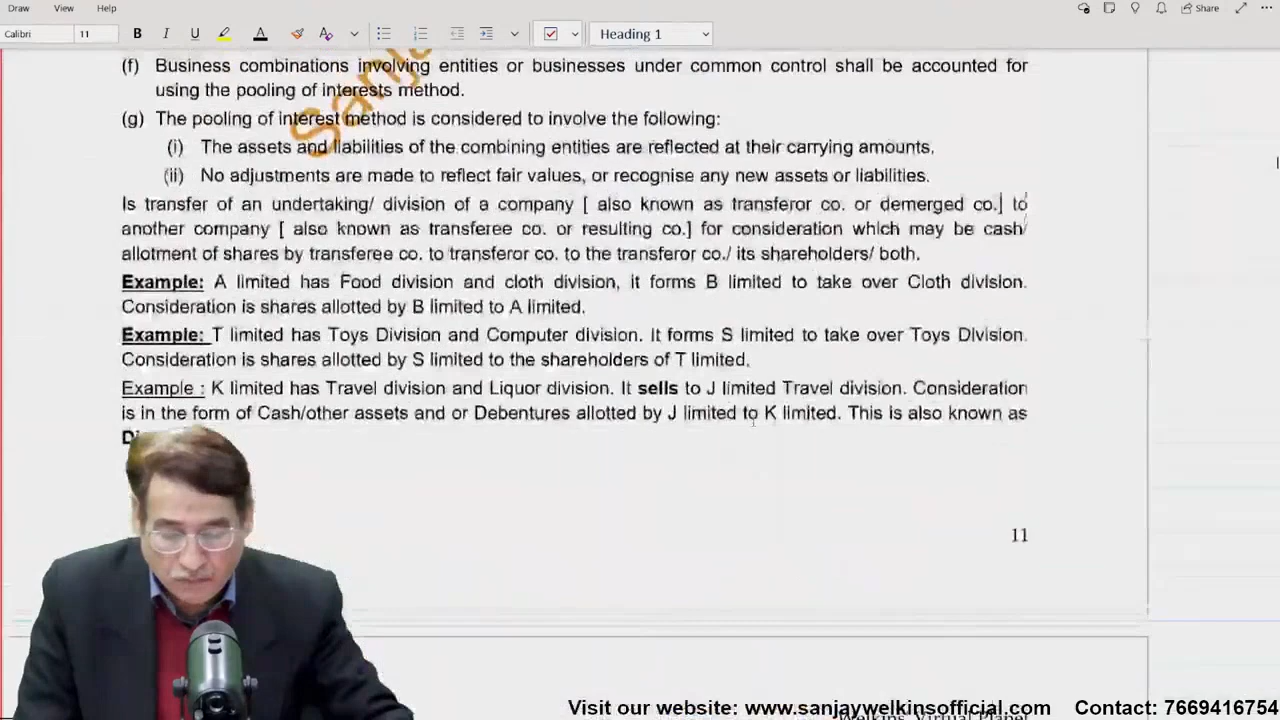 Draw View Help
Share
Calibri 11 B I U A A Heading 1
(f) Business combinations involving entities or businesses under common control shall be accounted for
using the pooling of interests method.
(g) The pooling of interest method is considered to involve the following:
(i) The assets and liabilities of the combining entities are reflected at their carrying amounts.
(ii) No adjustments are made to reflect fair values, or recognise any new assets or liabilities.
Is transfer of an undertaking/ division of a company [ also known as transferor co. or demerged co.] to
another company [ also known as transferee co. or resulting co.] for consideration which may be cash/
allotment of shares by transferee co. to transferor co. to the transferor co./ its shareholders/ both.
Example: A limited has Food division and cloth division, it forms B limited to take over Cloth division.
Consideration is shares allotted by B limited to A limited.
Example: T limited has Toys Division and Computer division. It forms S limited to take over Toys Division.
Consideration is shares allotted by S limited to the shareholders of T limited.
Example : K limited has Travel division and Liquor division. It sells to J limited Travel division. Consideration
is in the form of Cash/other assets and or Debentures allotted by J limited to K limited. This is also known as
11
Welkins Virtual Planet
Visit our website: www.sanjaywelkinsofficial.com Contact: 7669416754